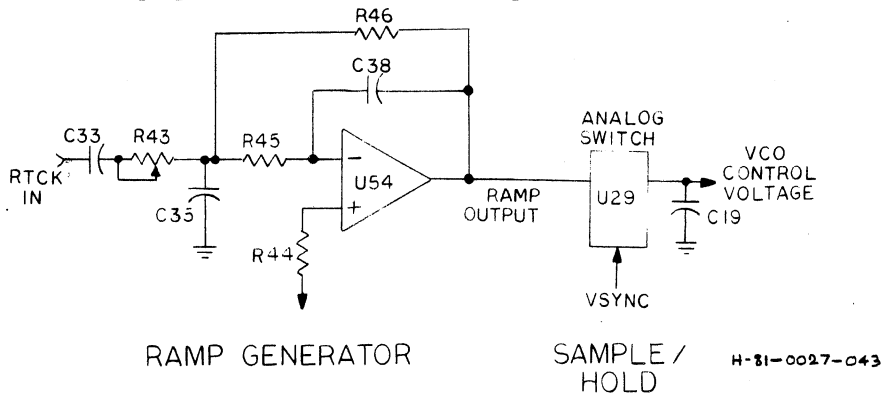 R46
C38
C33
R43
R45
ANALOG
SWITCH
VCO
CONTROL
VOLTAGE
RTCK
IN
C35
-
U54
+
RAMP
OUTPUT
U29
C19
R44
VSYNC
RAMP GENERATOR
SAMPLE/
HOLD
H-81-0027-043